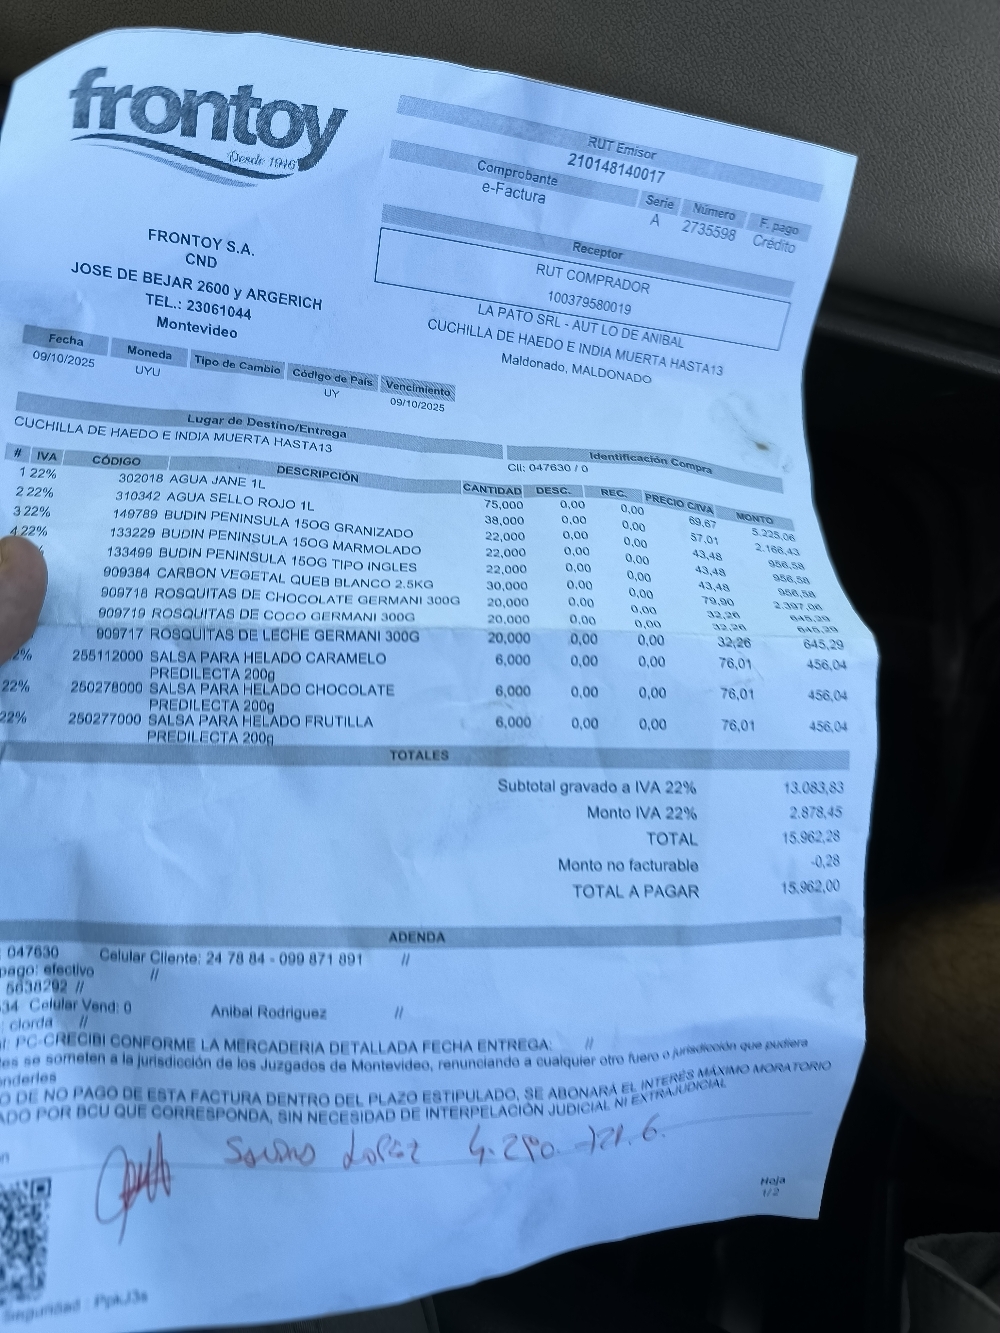 frontoy
Desde 1946
RUT Emisor
210148140017
Comprobante Serie Número F. pago
e-Factura A 2735598 Crédito
Receptor
RUT COMPRADOR
100379580019
LA PATO SRL - AUT LO DE ANIBAL
CUCHILLA DE HAEDO E INDIA MUERTA HASTA13
Maldonado, MALDONADO
FRONTOY S.A.
CND
JOSE DE BEJAR 2600 y ARGERICH
TEL.: 23061044
Montevideo
Fecha Moneda Tipo de Cambio Código de País Vencimiento
09/10/2025 UYU UY 09/10/2025
Lugar de Destino/Entrega Identificación Compra
CUCHILLA DE HAEDO E INDIA MUERTA HASTA13 Cli: 047630 / 0
# IVA CÓDIGO DESCRIPCIÓN CANTIDAD DESC. REC. PRECIO C/IVA MONTO
1 22% 302018 AGUA JANE 1L 75,000 0,00 0,00 69,67 5.225,06
2 22% 310342 AGUA SELLO ROJO 1L 38,000 0,00 0,00 57,01 2.166,43
3 22% 149789 BUDIN PENINSULA 15OG GRANIZADO 22,000 0,00 0,00 43,48 956,58
4 22% 133229 BUDIN PENINSULA 15OG MARMOLADO 22,000 0,00 0,00 43,48 956,58
133499 BUDIN PENINSULA 15OG TIPO INGLES 22,000 0,00 0,00 43,48 956,58
909384 CARBON VEGETAL QUEB BLANCO 2.5KG 30,000 0,00 0,00 79,90 2.397,06
909718 ROSQUITAS DE CHOCOLATE GERMANI 300G 20,000 0,00 0,00 32,26 645,29
909719 ROSQUITAS DE COCO GERMANI 300G 20,000 0,00 0,00 32,26 645,29
909717 ROSQUITAS DE LECHE GERMANI 300G 20,000 0,00 0,00 32,26 645,29
2% 255112000 SALSA PARA HELADO CARAMELO 6,000 0,00 0,00 76,01 456,04
PREDILECTA 200g
22% 250278000 SALSA PARA HELADO CHOCOLATE 6,000 0,00 0,00 76,01 456,04
PREDILECTA 200g
22% 250277000 SALSA PARA HELADO FRUTILLA 6,000 0,00 0,00 76,01 456,04
PREDILECTA 200g
TOTALES
Subtotal gravado a IVA 22% 13.083,83
Monto IVA 22% 2.878,45
TOTAL 15.962,28
Monto no facturable -0,28
TOTAL A PAGAR 15.962,00
ADENDA
: 047630 Celular Cliente: 24 78 84 - 099 871 891 //
pago: efectivo //
5638292 //
34 Celular Vend: 0 Anibal Rodriguez //
: clorda //
: PC-CRECIBI CONFORME LA MERCADERIA DETALLADA FECHA ENTREGA: //
tes se someten a la jurisdicción de los Juzgados de Montevideo, renunciando a cualquier otro fuero o jurisdicción que pudiera
onderles
O DE NO PAGO DE ESTA FACTURA DENTRO DEL PLAZO ESTIPULADO, SE ABONARÁ EL INTERÉS MÁXIMO MORATORIO
ADO POR BCU QUE CORRESPONDA, SIN NECESIDAD DE INTERPELACIÓN JUDICIAL NI EXTRAJUDICIAL
Hoja
1/2
Seguridad : PpkJ3s